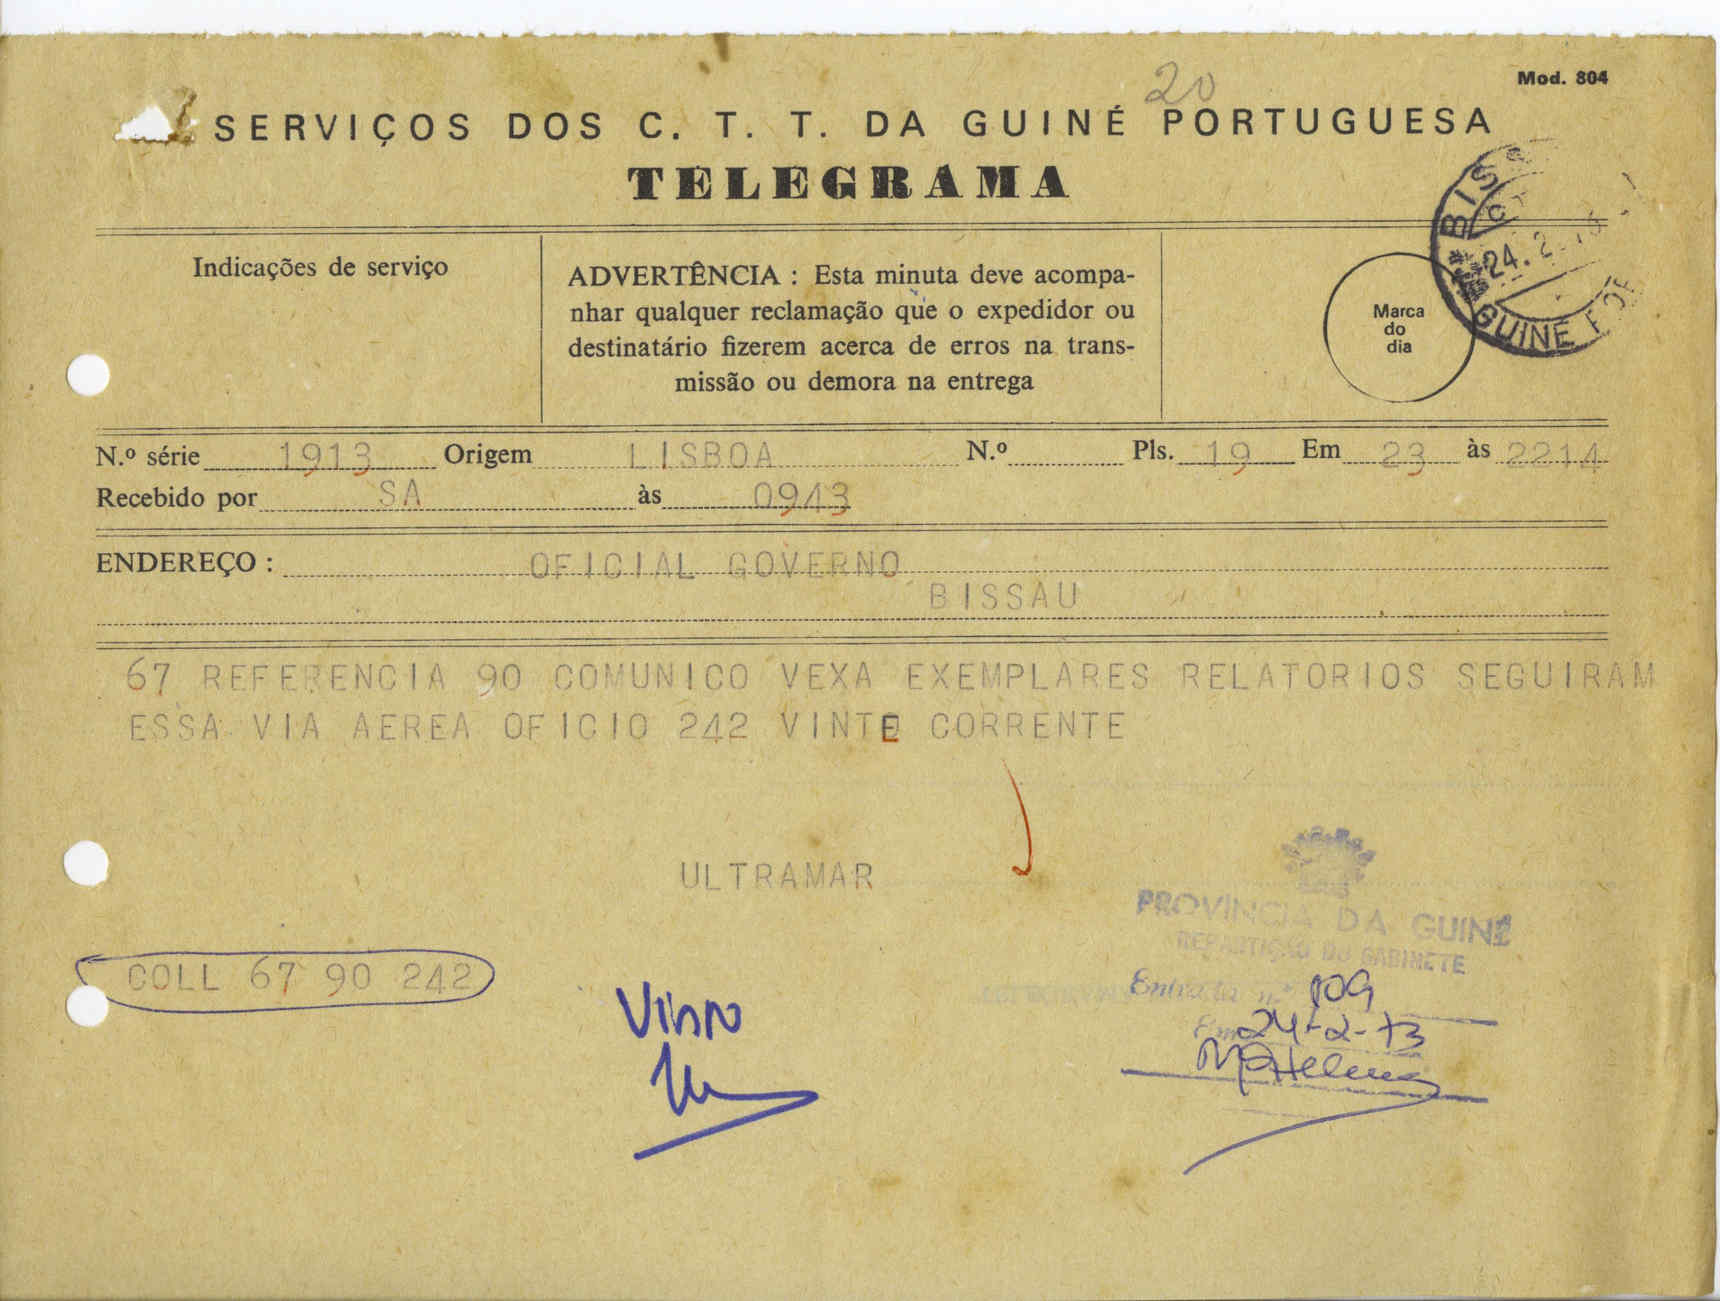 20
Mod. 804
SERVIÇOS DOS C. T. T. DA GUINÉ PORTUGUESA
TELEGRAMA
Indicações de serviço
ADVERTÊNCIA : Esta minuta deve acompa-
nhar qualquer reclamação que o expedidor ou
destinatário fizerem acerca de erros na trans-
missão ou demora na entrega
Marca
do
dia
24. 2
GUINÉ
N.º série 1913 Origem LISBOA N.º Pls. 19 Em 23 às 2214
Recebido por SA às 0943
ENDEREÇO : OFICIAL GOVERNO
BISSAU
67 REFERENCIA 90 COMUNICO VEXA EXEMPLARES RELATORIOS SEGUIRAM
ESSA VIA AEREA OFICIO 242 VINTE CORRENTE
ULTRAMAR
PROVINCIA DA GUINÉ
REPARTIÇÃO DO GABINETE
COLL 67 90 242
Entrada n.º 109
Em 24-2-73